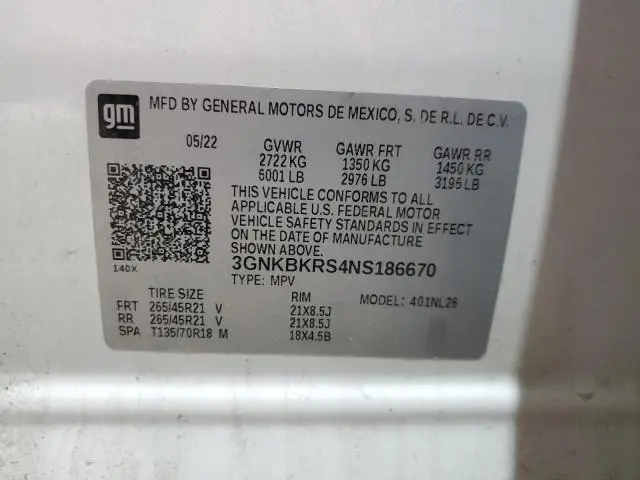 gm
MFD BY GENERAL MOTORS DE MEXICO, S. DE R.L. DE C.V.
05/22 GVWR GAWR FRT GAWR RR
2722 KG 1350 KG 1450 KG
6001 LB 2976 LB 3196 LB
THIS VEHICLE CONFORMS TO ALL
APPLICABLE U.S. FEDERAL MOTOR
VEHICLE SAFETY STANDARDS IN EFFECT
ON THE DATE OF MANUFACTURE
SHOWN ABOVE.
140X 3GNKBKRS4NS186670
TYPE: MPV
TIRE SIZE RIM MODEL: 401NL26
FRT 265/45R21 V 21X8.5J
RR 265/45R21 V 21X8.5J
SPA T135/70R18 M 18X4.5B